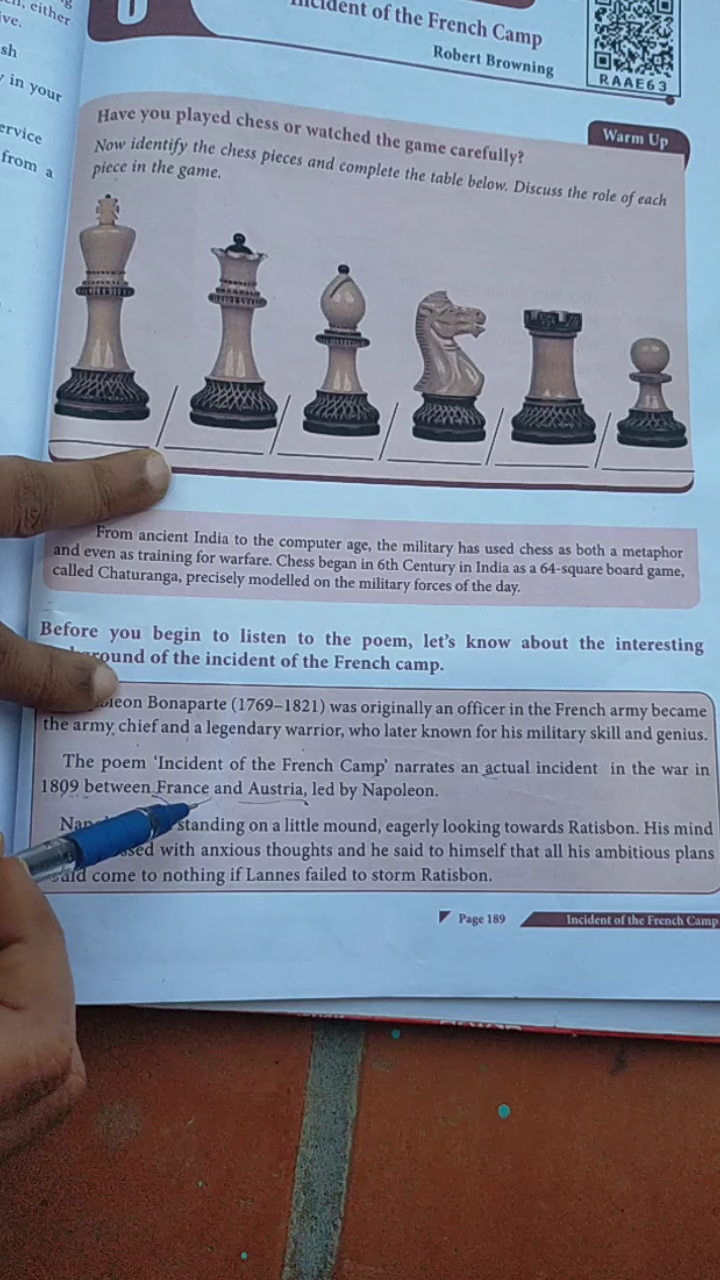 either
ive.
sh
in your
ervice
from a
Incident of the French Camp
Robert Browning
RAAE63
Warm Up
Have you played chess or watched the game carefully?
Now identify the chess pieces and complete the table below. Discuss the role of each
piece in the game.
From ancient India to the computer age, the military has used chess as both a metaphor
and even as training for warfare. Chess began in 6th Century in India as a 64-square board game,
called Chaturanga, precisely modelled on the military forces of the day.
Before you begin to listen to the poem, let's know about the interesting
round of the incident of the French camp.
leon Bonaparte (1769–1821) was originally an officer in the French army became
the army chief and a legendary warrior, who later known for his military skill and genius.
The poem 'Incident of the French Camp' narrates an actual incident in the war in
1809 between France and Austria, led by Napoleon.
standing on a little mound, eagerly looking towards Ratisbon. His mind
ssed with anxious thoughts and he said to himself that all his ambitious plans
come to nothing if Lannes failed to storm Ratisbon.
Page 189
Incident of the French Camp